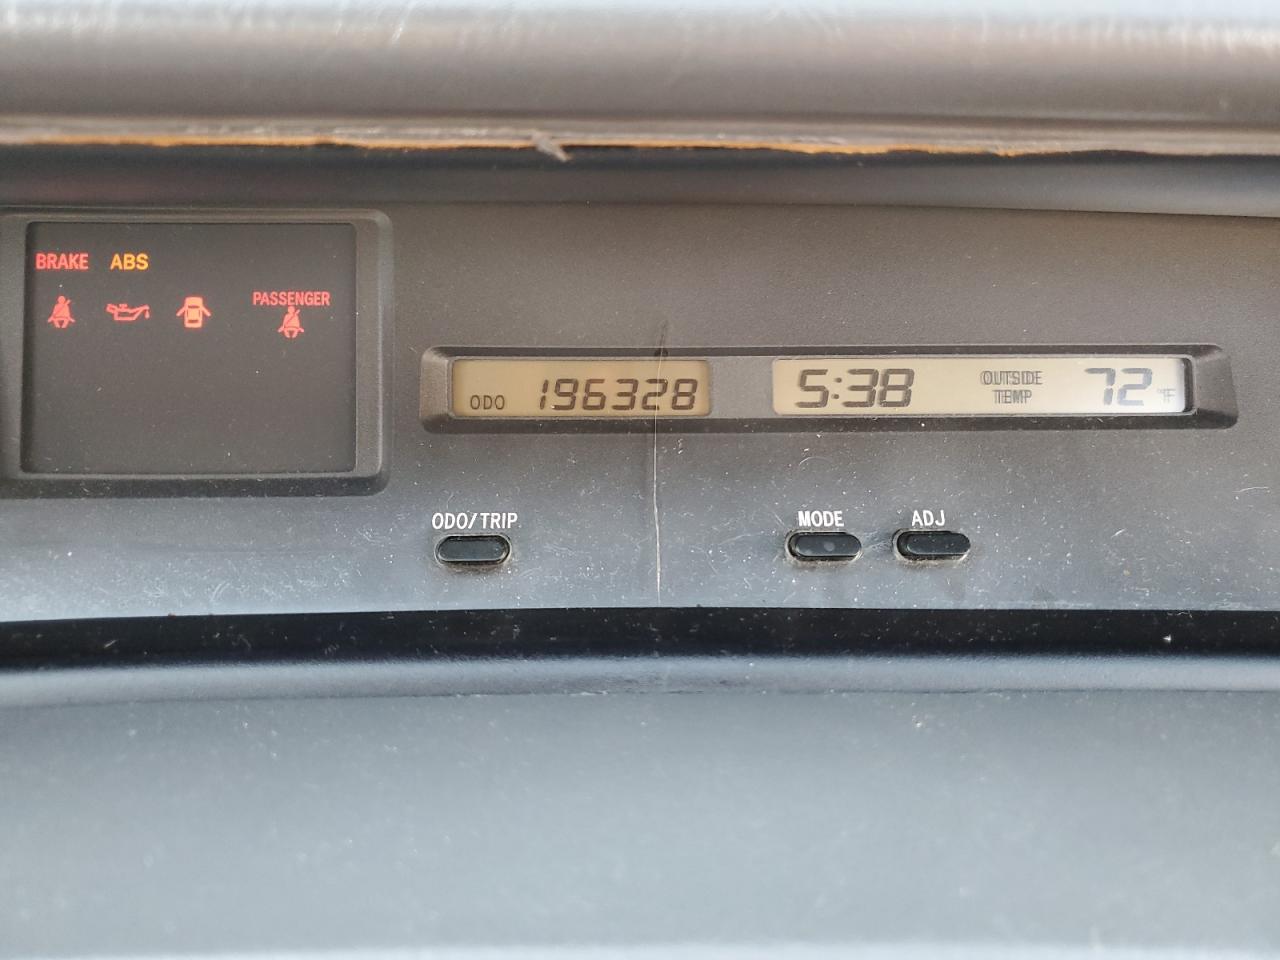 BRAKE ABS
PASSENGER
ODO 196328
5:38 OUTSIDE TEMP 72 °F
ODO/TRIP
MODE ADJ